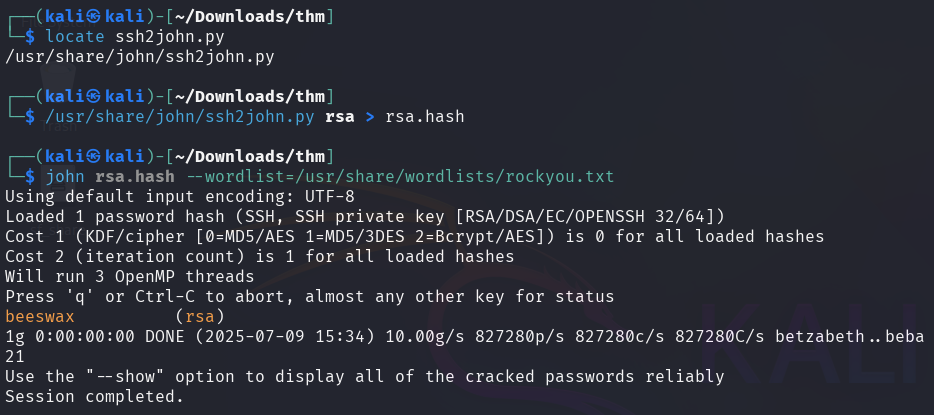 ┌──(kali㉿kali)-[~/Downloads/thm]
└─$ locate ssh2john.py
/usr/share/john/ssh2john.py
┌──(kali㉿kali)-[~/Downloads/thm]
└─$ /usr/share/john/ssh2john.py rsa > rsa.hash
┌──(kali㉿kali)-[~/Downloads/thm]
└─$ john rsa.hash --wordlist=/usr/share/wordlists/rockyou.txt
Using default input encoding: UTF-8
Loaded 1 password hash (SSH, SSH private key [RSA/DSA/EC/OPENSSH 32/64])
Cost 1 (KDF/cipher [0=MD5/AES 1=MD5/3DES 2=Bcrypt/AES]) is 0 for all loaded hashes
Cost 2 (iteration count) is 1 for all loaded hashes
Will run 3 OpenMP threads
Press 'q' or Ctrl-C to abort, almost any other key for status
beeswax          (rsa)
1g 0:00:00:00 DONE (2025-07-09 15:34) 10.00g/s 827280p/s 827280c/s 827280C/s betzabeth..beba
21
Use the "--show" option to display all of the cracked passwords reliably
Session completed.
KALI